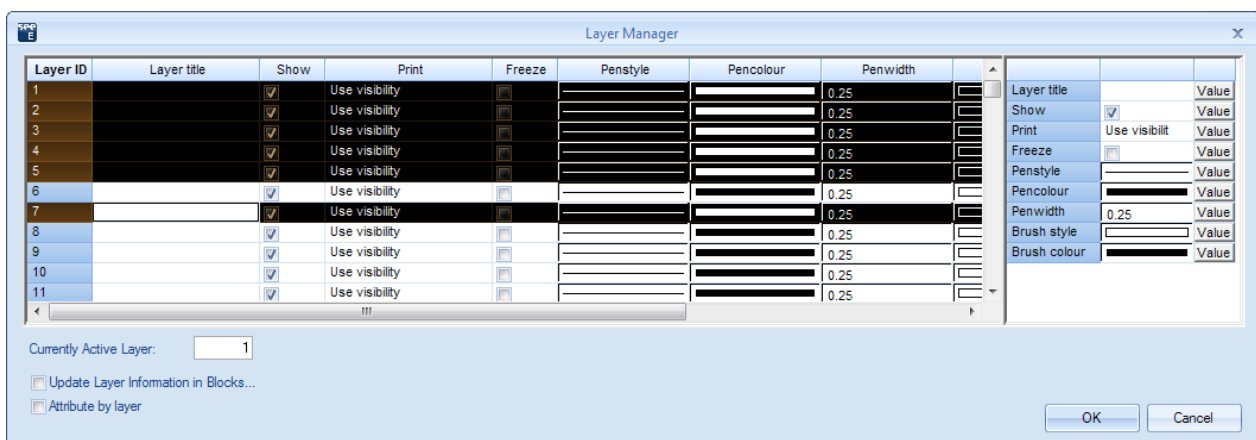 see
E
Layer Manager
Layer ID Layer title Show Print Freeze Penstyle Pencolour Penwidth
1 Use visibility 0.25 Layer title Value
2 Use visibility 0.25 Show Value
3 Use visibility 0.25 Print Use visibilit Value
4 Use visibility 0.25 Freeze Value
5 Use visibility 0.25 Penstyle Value
6 Use visibility 0.25 Pencolour Value
7 Use visibility 0.25 Penwidth 0.25 Value
8 Use visibility 0.25 Brush style Value
9 Use visibility 0.25 Brush colour Value
10 Use visibility 0.25
11 Use visibility 0.25
Currently Active Layer: 1
Update Layer Information in Blocks...
Attribute by layer
OK Cancel